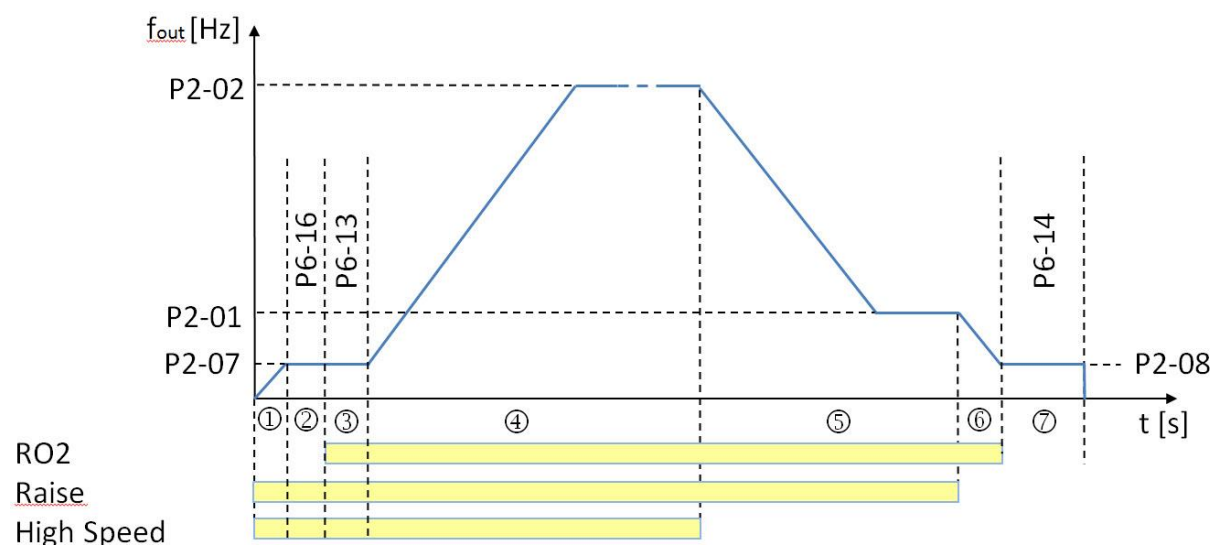 fout [Hz]
P2-02
P6-16
P6-13
P6-14
P2-01
P2-07
P2-08
① ② ③ ④ ⑤ ⑥ ⑦
t [s]
RO2
Raise
High Speed